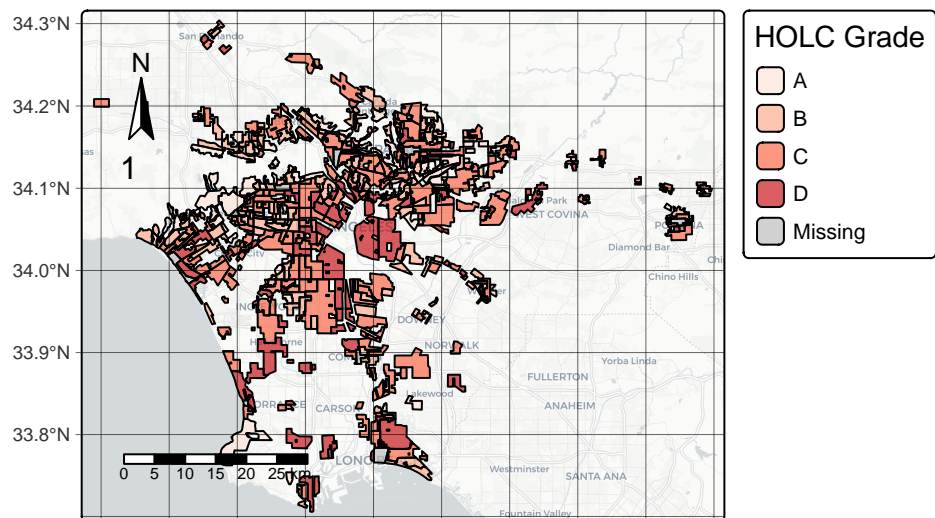 34.3°N
34.2°N
34.1°N
34.0°N
33.9°N
33.8°N
N
1
Park
WEST COVINA
Diamond Bar
Chino Hills
DOWNEY
NORWALK
Yorba Linda
FULLERTON
Lakewood
ANAHEIM
CARSON
Westminster
SANTA ANA
Fountain Valley
0 5 10 15 20 25 km
HOLC Grade
A
B
C
D
Missing